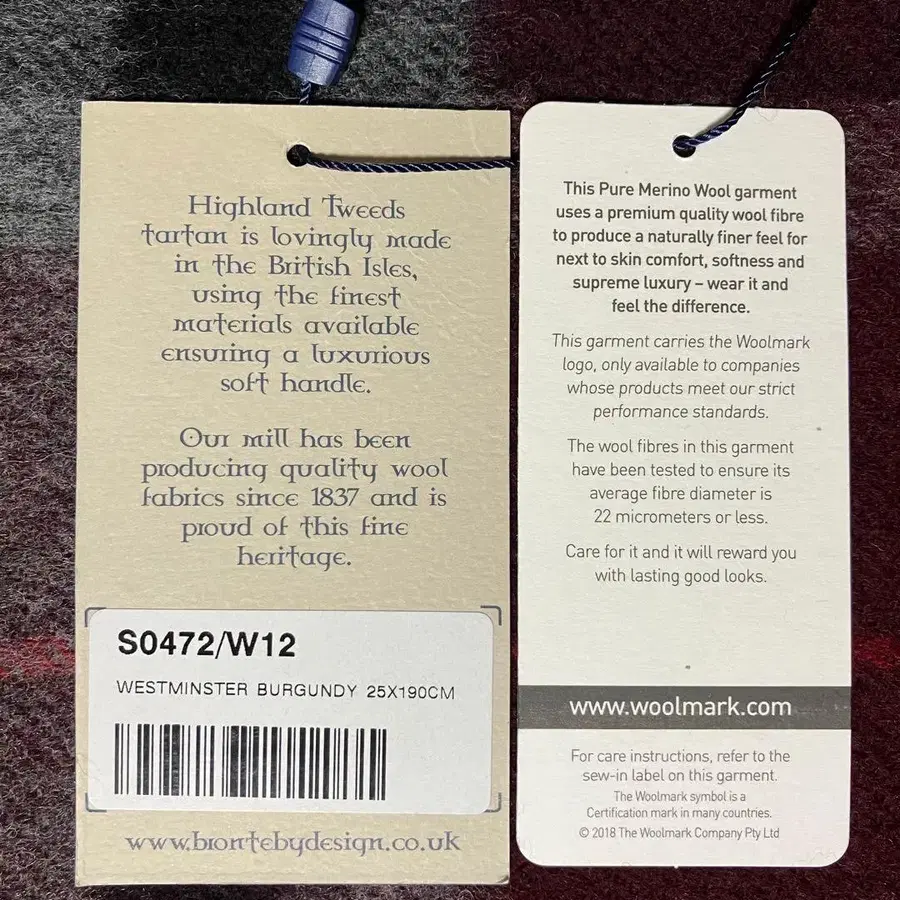 Highland Tweeds
tartan is lovingly made
in the British Isles,
using the finest
materials available
ensuring a luxurious
soft handle.
Our mill has been
producing quality wool
fabrics since 1837 and is
proud of this fine
heritage.
S0472/W12
WESTMINSTER BURGUNDY 25X190CM
www.brontebydesign.co.uk
This Pure Merino Wool garment
uses a premium quality wool fibre
to produce a naturally finer feel for
next to skin comfort, softness and
supreme luxury – wear it and
feel the difference.
This garment carries the Woolmark
logo, only available to companies
whose products meet our strict
performance standards.
The wool fibres in this garment
have been tested to ensure its
average fibre diameter is
22 micrometers or less.
Care for it and it will reward you
with lasting good looks.
www.woolmark.com
For care instructions, refer to the
sew-in label on this garment.
The Woolmark symbol is a
Certification mark in many countries.
© 2018 The Woolmark Company Pty Ltd